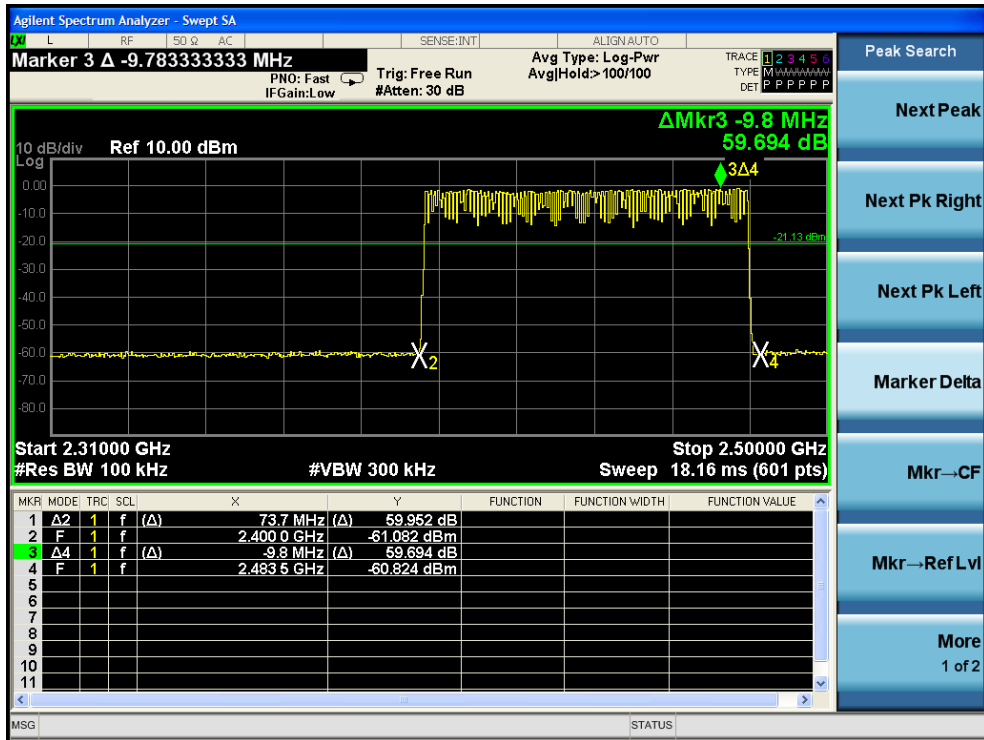 Agilent Spectrum Analyzer - Swept SA
LXI L RF 50 Ω AC SENSE:INT ALIGN AUTO
Marker 3 Δ -9.783333333 MHz
PNO: Fast
IFGain:Low
Trig: Free Run
#Atten: 30 dB
Avg Type: Log-Pwr
Avg|Hold:> 100/100
TRACE 1 2 3 4 5 6
TYPE M WWWWW
DET P P P P P P
ΔMkr3 -9.8 MHz
59.694 dB
10 dB/div Ref 10.00 dBm
Log
3Δ4
0.00
-10.0
-20.0
-21.13 dBm
-30.0
-40.0
-50.0
-60.0
2
4
-70.0
-80.0
Start 2.31000 GHz Stop 2.50000 GHz
#Res BW 100 kHz #VBW 300 kHz Sweep 18.16 ms (601 pts)
MKR MODE TRC SCL X Y FUNCTION FUNCTION WIDTH FUNCTION VALUE
1 Δ2 1 f (Δ) 73.7 MHz (Δ) 59.952 dB
2 F 1 f 2.400 0 GHz -61.082 dBm
3 Δ4 1 f (Δ) -9.8 MHz (Δ) 59.694 dB
4 F 1 f 2.483 5 GHz -60.824 dBm
5
6
7
8
9
10
11
MSG STATUS
Peak Search
Next Peak
Next Pk Right
Next Pk Left
Marker Delta
Mkr→CF
Mkr→Ref Lvl
More
1 of 2